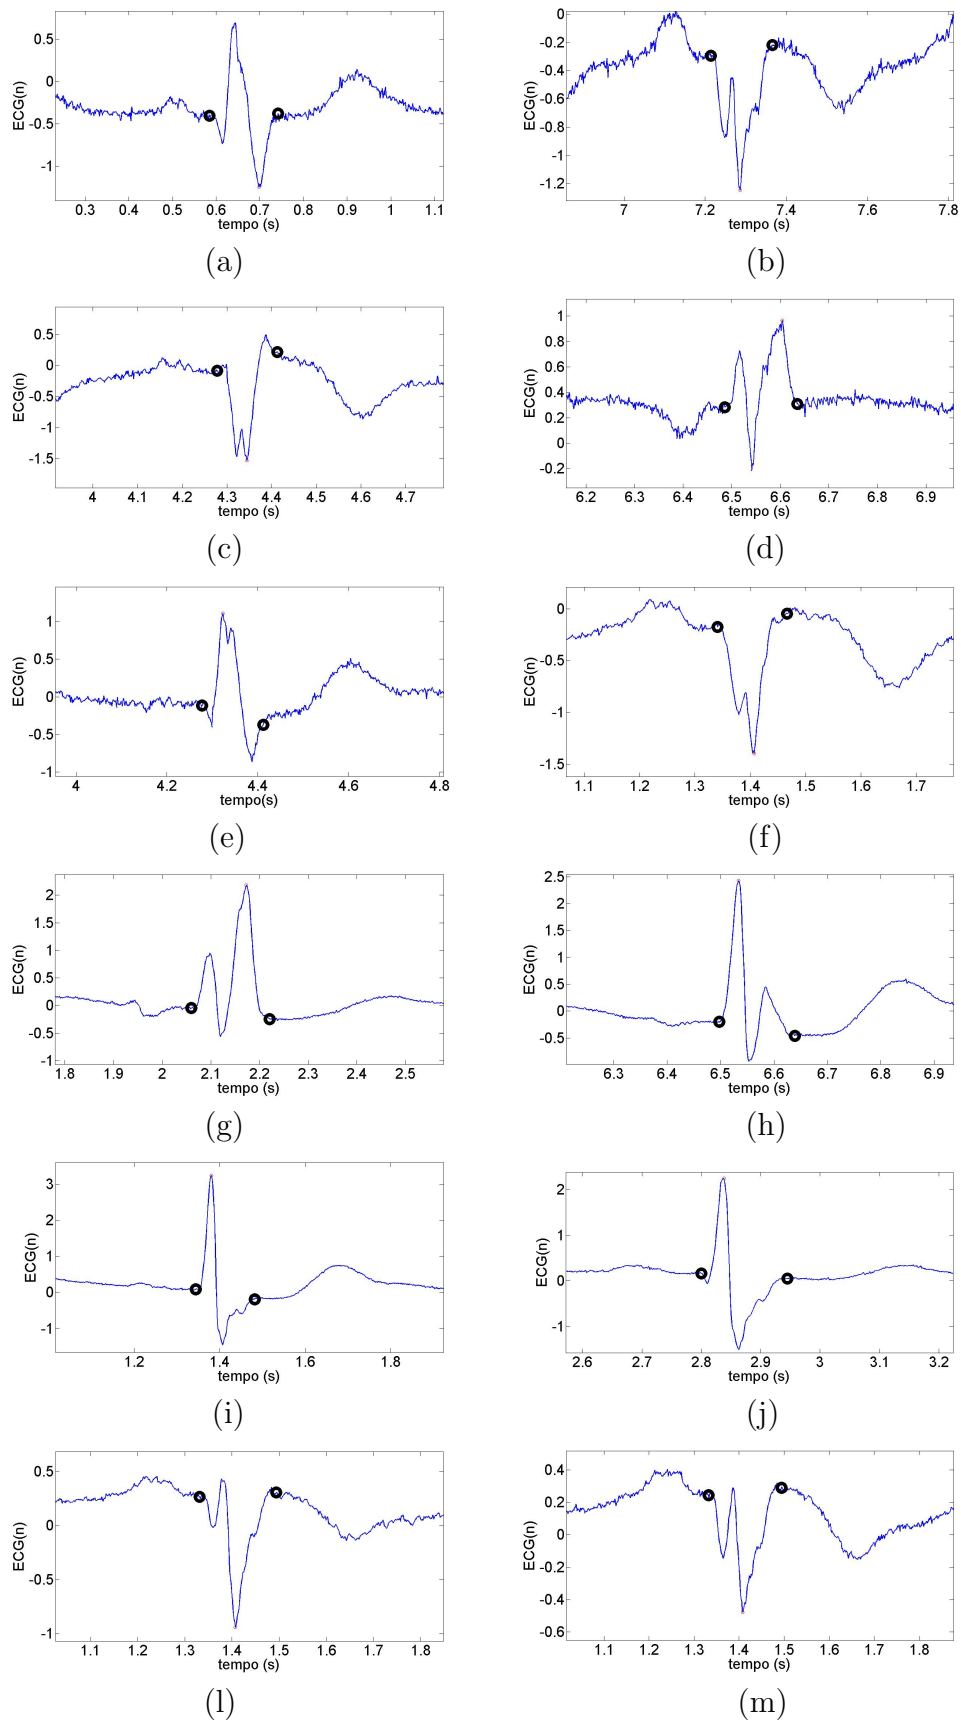 0.5
0
-0.5
-1
ECG(n)
0.3 0.4 0.5 0.6 0.7 0.8 0.9 1 1.1
tempo (s)
(a)
0
-0.2
-0.4
-0.6
-0.8
-1
-1.2
ECG(n)
7 7.2 7.4 7.6 7.8
tempo (s)
(b)
0.5
0
-0.5
-1
-1.5
ECG(n)
4 4.1 4.2 4.3 4.4 4.5 4.6 4.7
tempo (s)
(c)
1
0.8
0.6
0.4
0.2
0
-0.2
ECG(n)
6.2 6.3 6.4 6.5 6.6 6.7 6.8 6.9
tempo (s)
(d)
1
0.5
0
-0.5
-1
ECG(n)
4 4.2 4.4 4.6 4.8
tempo(s)
(e)
0
-0.5
-1
-1.5
ECG(n)
1.1 1.2 1.3 1.4 1.5 1.6 1.7
tempo (s)
(f)
2
1.5
1
0.5
0
-0.5
-1
ECG(n)
1.8 1.9 2 2.1 2.2 2.3 2.4 2.5
tempo (s)
(g)
2.5
2
1.5
1
0.5
0
-0.5
ECG(n)
6.3 6.4 6.5 6.6 6.7 6.8 6.9
tempo (s)
(h)
3
2
1
0
-1
ECG(n)
1.2 1.4 1.6 1.8
tempo (s)
(i)
2
1
0
-1
ECG(n)
2.6 2.7 2.8 2.9 3 3.1 3.2
tempo (s)
(j)
0.5
0
-0.5
-1
ECG(n)
1.1 1.2 1.3 1.4 1.5 1.6 1.7 1.8
tempo (s)
(l)
0.4
0.2
0
-0.2
-0.4
-0.6
ECG(n)
1.1 1.2 1.3 1.4 1.5 1.6 1.7 1.8
tempo (s)
(m)